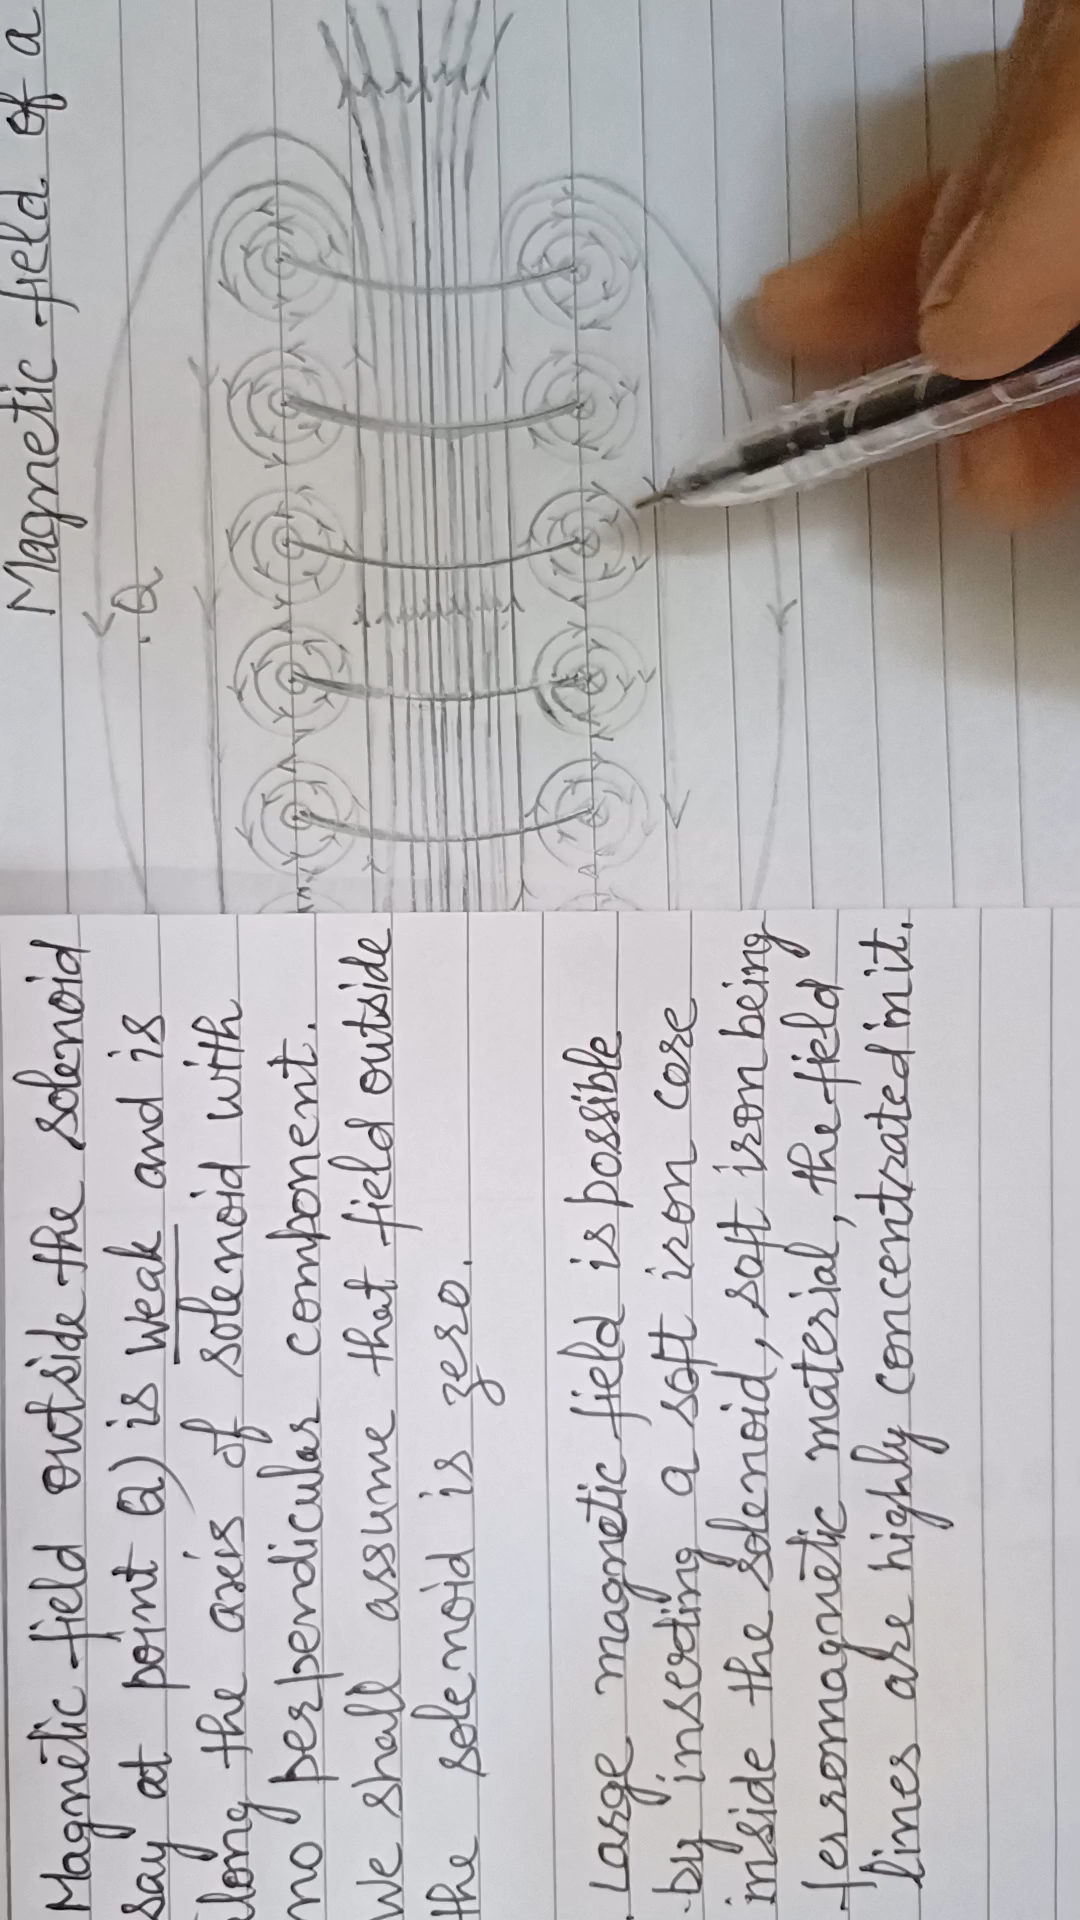 Magnetic field of a
.Q
Magnetic field outside the solenoid
say at point Q) is weak and is
along the axis of solenoid with
no perpendicular component.
We shall assume that field outside
the solenoid is zero.
. Large magnetic field is possible
by inserting a soft iron core
inside the solenoid, soft iron being
ferromagnetic material, the field
lines are highly concentrated in it.